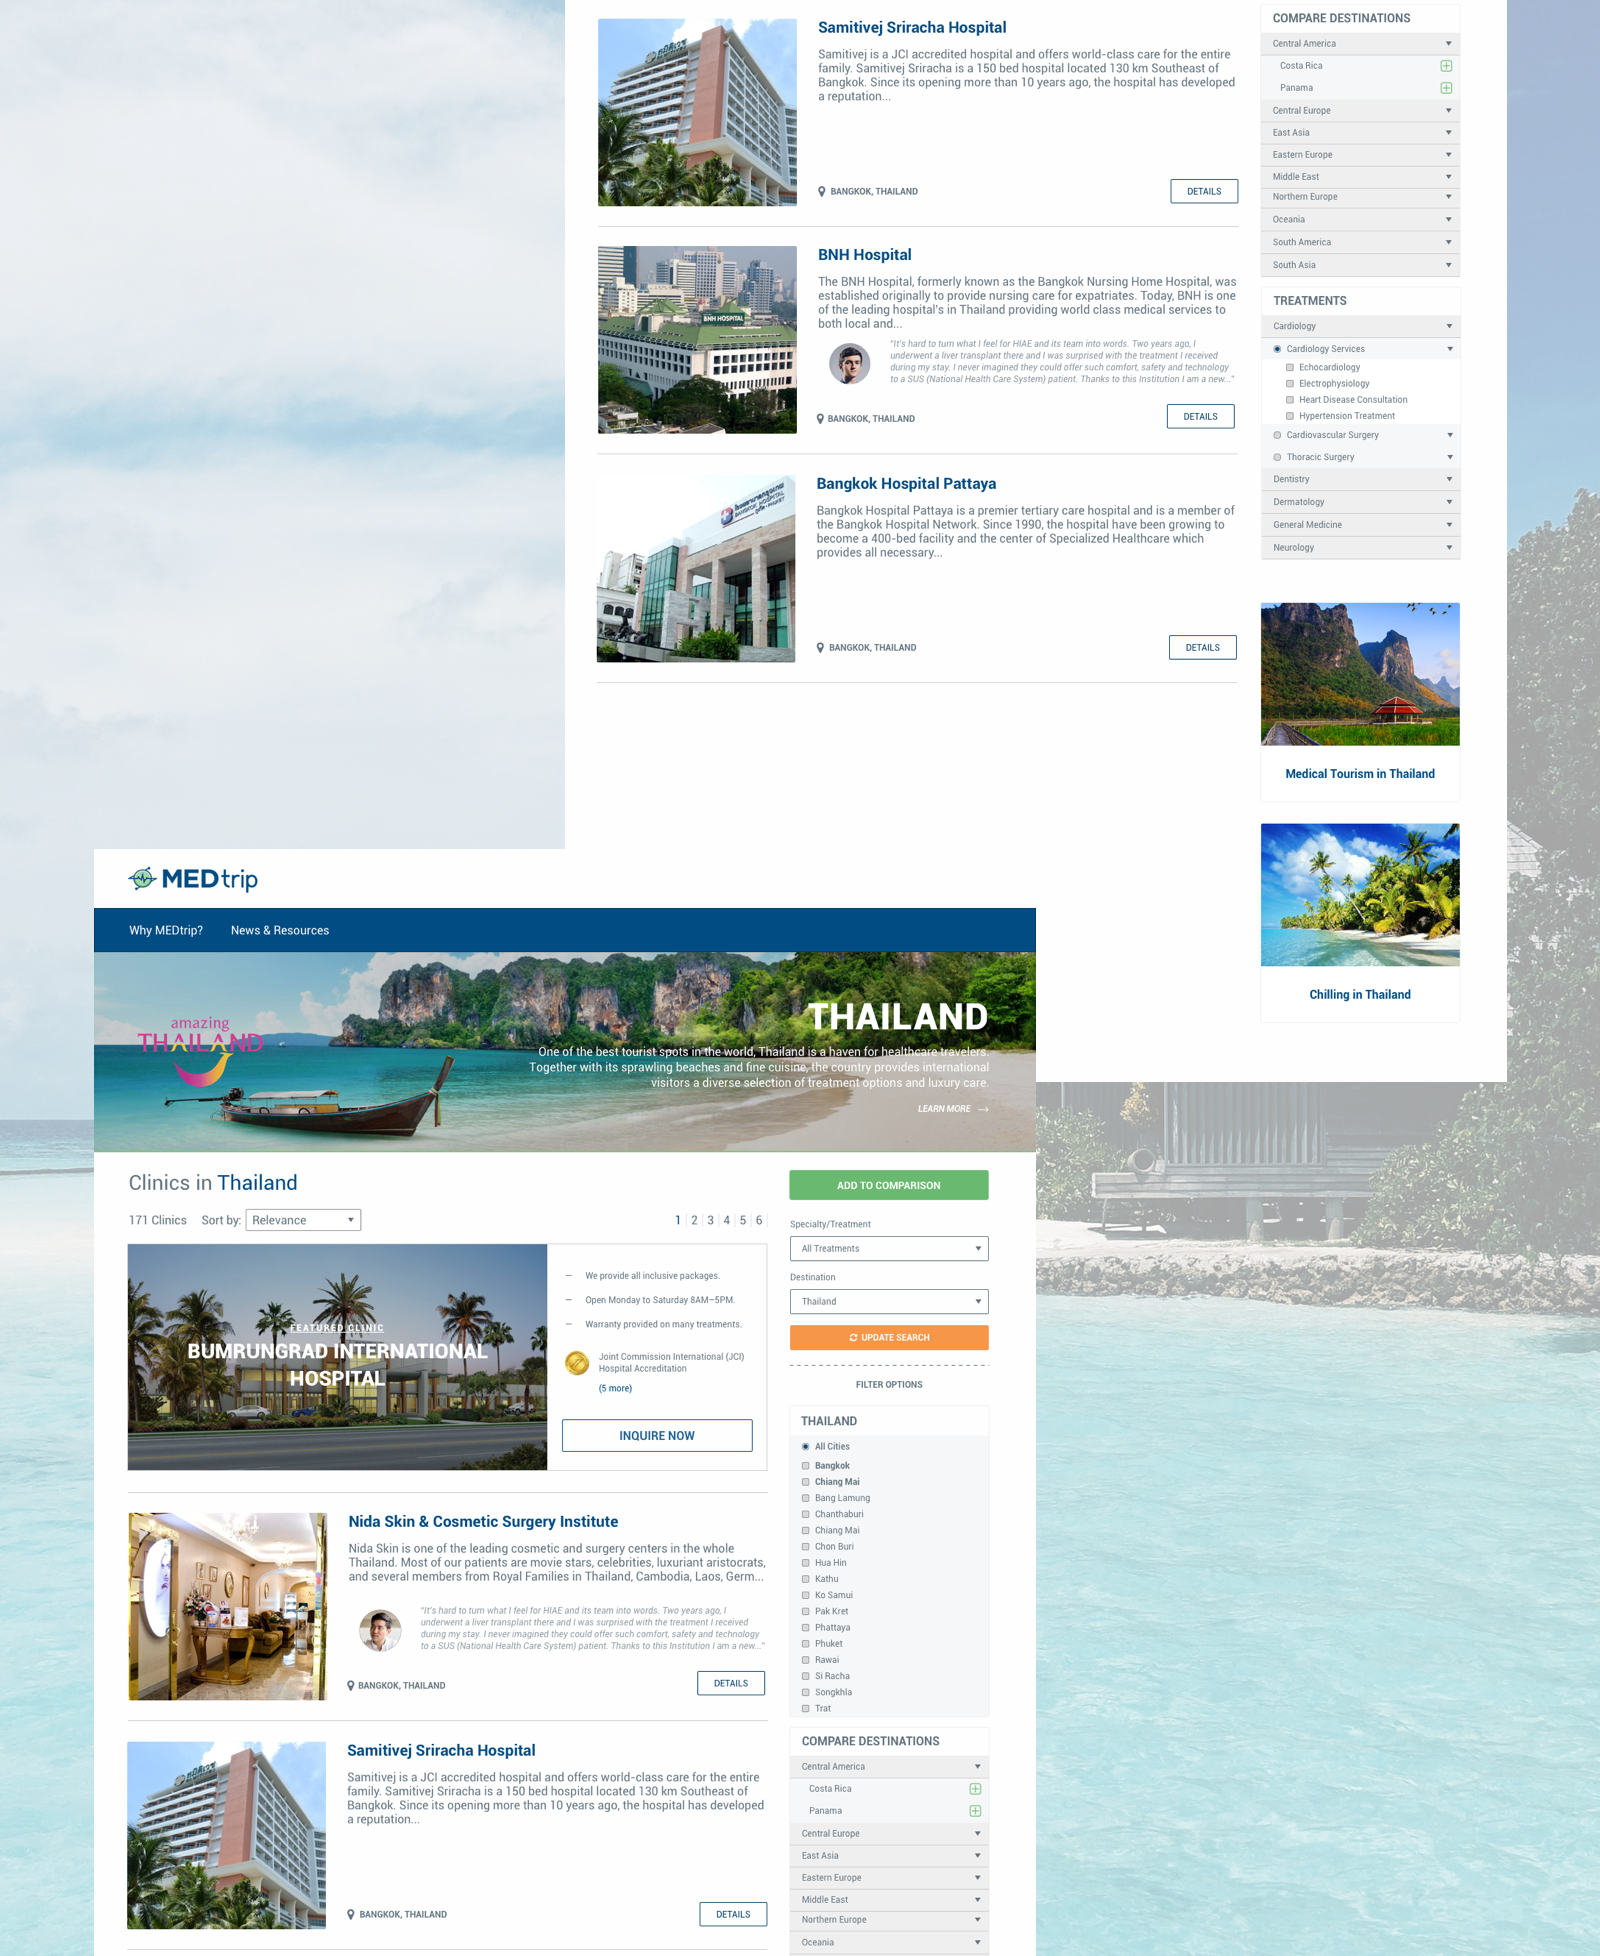 Samitivej Sriracha Hospital
Samitivej is a JCI accredited hospital and offers world-class care for the entire
family. Samitivej Sriracha is a 150 bed hospital located 130 km Southeast of
Bangkok. Since its opening more than 10 years ago, the hospital has developed
a reputation...
BANGKOK, THAILAND
DETAILS
BNH HOSPITAL
BNH Hospital
The BNH Hospital, formerly known as the Bangkok Nursing Home Hospital, was
established originally to provide nursing care for expatriates. Today, BNH is one
of the leading hospital's in Thailand providing world class medical services to
both local and...
"It's hard to turn what I feel for HIAE and its team into words. Two years ago, I
underwent a liver transplant there and I was surprised with the treatment I received
during my stay. I never imagined they could offer such comfort, safety and technology
to a SUS (National Health Care System) patient. Thanks to this Institution I am a new..."
BANGKOK, THAILAND
DETAILS
Bangkok Hospital Pattaya
Bangkok Hospital Pattaya is a premier tertiary care hospital and is a member of
the Bangkok Hospital Network. Since 1990, the hospital have been growing to
become a 400-bed facility and the center of Specialized Healthcare which
provides all necessary...
BANGKOK, THAILAND
DETAILS
COMPARE DESTINATIONS
Central America
Costa Rica
Panama
Central Europe
East Asia
Eastern Europe
Middle East
Northern Europe
Oceania
South America
South Asia
TREATMENTS
Cardiology
Cardiology Services
Echocardiology
Electrophysiology
Heart Disease Consultation
Hypertension Treatment
Cardiovascular Surgery
Thoracic Surgery
Dentistry
Dermatology
General Medicine
Neurology
Medical Tourism in Thailand
Chilling in Thailand
MEDtrip
Why MEDtrip?
News & Resources
amazing
THAILAND
THAILAND
One of the best tourist spots in the world, Thailand is a haven for healthcare travelers.
Together with its sprawling beaches and fine cuisine, the country provides international
visitors a diverse selection of treatment options and luxury care.
LEARN MORE →
Clinics in Thailand
171 Clinics
Sort by:
Relevance
1 2 3 4 5 6
FEATURED CLINIC
BUMRUNGRAD INTERNATIONAL
HOSPITAL
— We provide all inclusive packages.
— Open Monday to Saturday 8AM–5PM.
— Warranty provided on many treatments.
Joint Commission International (JCI)
Hospital Accreditation
(5 more)
INQUIRE NOW
Nida Skin & Cosmetic Surgery Institute
Nida Skin is one of the leading cosmetic and surgery centers in the whole
Thailand. Most of our patients are movie stars, celebrities, luxuriant aristocrats,
and several members from Royal Families in Thailand, Cambodia, Laos, Germ...
"It's hard to turn what I feel for HIAE and its team into words. Two years ago, I
underwent a liver transplant there and I was surprised with the treatment I received
during my stay. I never imagined they could offer such comfort, safety and technology
to a SUS (National Health Care System) patient. Thanks to this Institution I am a new..."
BANGKOK, THAILAND
DETAILS
Samitivej Sriracha Hospital
Samitivej is a JCI accredited hospital and offers world-class care for the entire
family. Samitivej Sriracha is a 150 bed hospital located 130 km Southeast of
Bangkok. Since its opening more than 10 years ago, the hospital has developed
a reputation...
BANGKOK, THAILAND
DETAILS
ADD TO COMPARISON
Specialty/Treatment
All Treatments
Destination
Thailand
UPDATE SEARCH
FILTER OPTIONS
THAILAND
All Cities
Bangkok
Chiang Mai
Bang Lamung
Chanthaburi
Chiang Mai
Chon Buri
Hua Hin
Kathu
Ko Samui
Pak Kret
Phattaya
Phuket
Rawai
Si Racha
Songkhla
Trat
COMPARE DESTINATIONS
Central America
Costa Rica
Panama
Central Europe
East Asia
Eastern Europe
Middle East
Northern Europe
Oceania